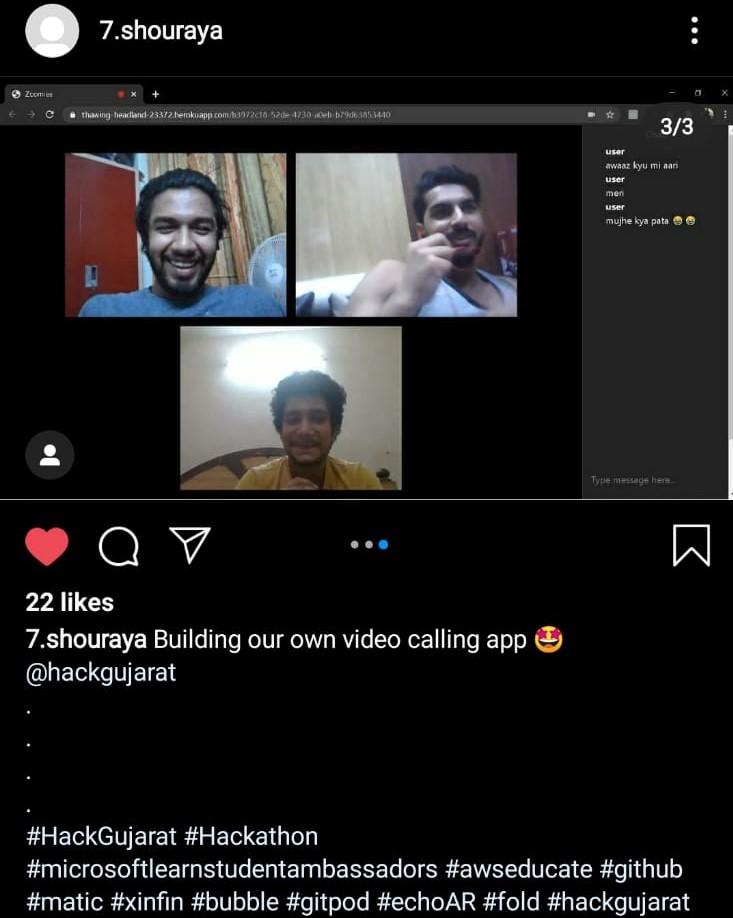 7.shouraya
Zoomies
thawing-headland-23372.herokuapp.com/b3972c18-52de-4730-a0eb-b79d63853440
3/3
user
awaaz kyu mi aari
user
meri
user
mujhe kya pata 😂 😂
Type message here..
22 likes
7.shouraya Building our own video calling app 🤩
@hackgujarat
.
.
.
.
#HackGujarat #Hackathon
#microsoftlearnstudentambassadors #awseducate #github
#matic #xinfin #bubble #gitpod #echoAR #fold #hackgujarat